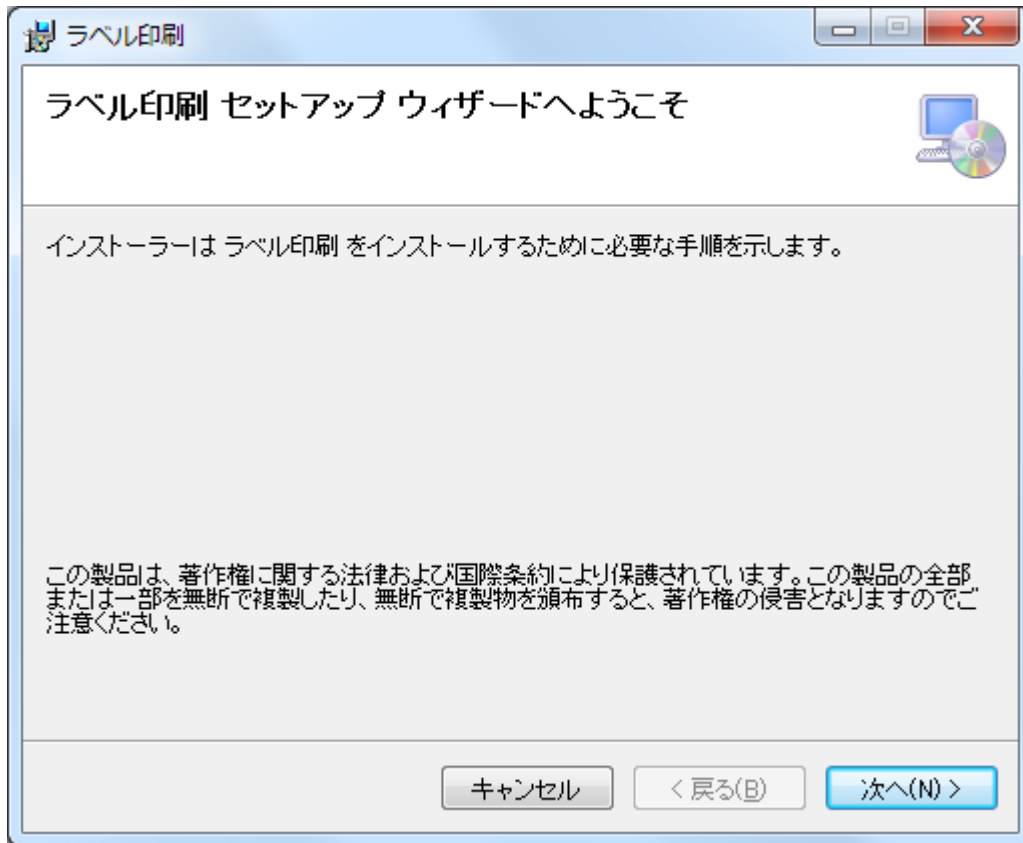 ラベル印刷
ラベル印刷 セットアップ ウィザードへようこそ
インストーラーは ラベル印刷 をインストールするために必要な手順を示します。
この製品は、著作権に関する法律および国際条約により保護されています。この製品の全部
または一部を無断で複製したり、無断で複製物を頒布すると、著作権の侵害となりますのでご
注意ください。
キャンセル
< 戻る(B)
次へ(N) >